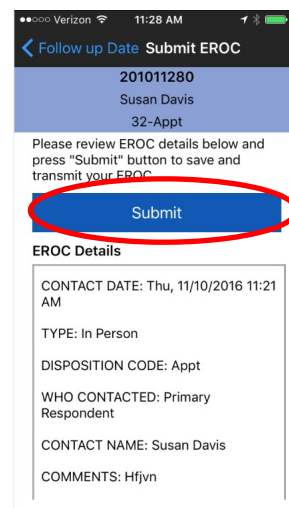 Verizon 11:28 AM
Follow up Date Submit EROC
201011280
Susan Davis
32-Appt
Please review EROC details below and
press "Submit" button to save and
transmit your EROC
Submit
EROC Details
CONTACT DATE: Thu, 11/10/2016 11:21
AM
TYPE: In Person
DISPOSITION CODE: Appt
WHO CONTACTED: Primary
Respondent
CONTACT NAME: Susan Davis
COMMENTS: Hfjvn